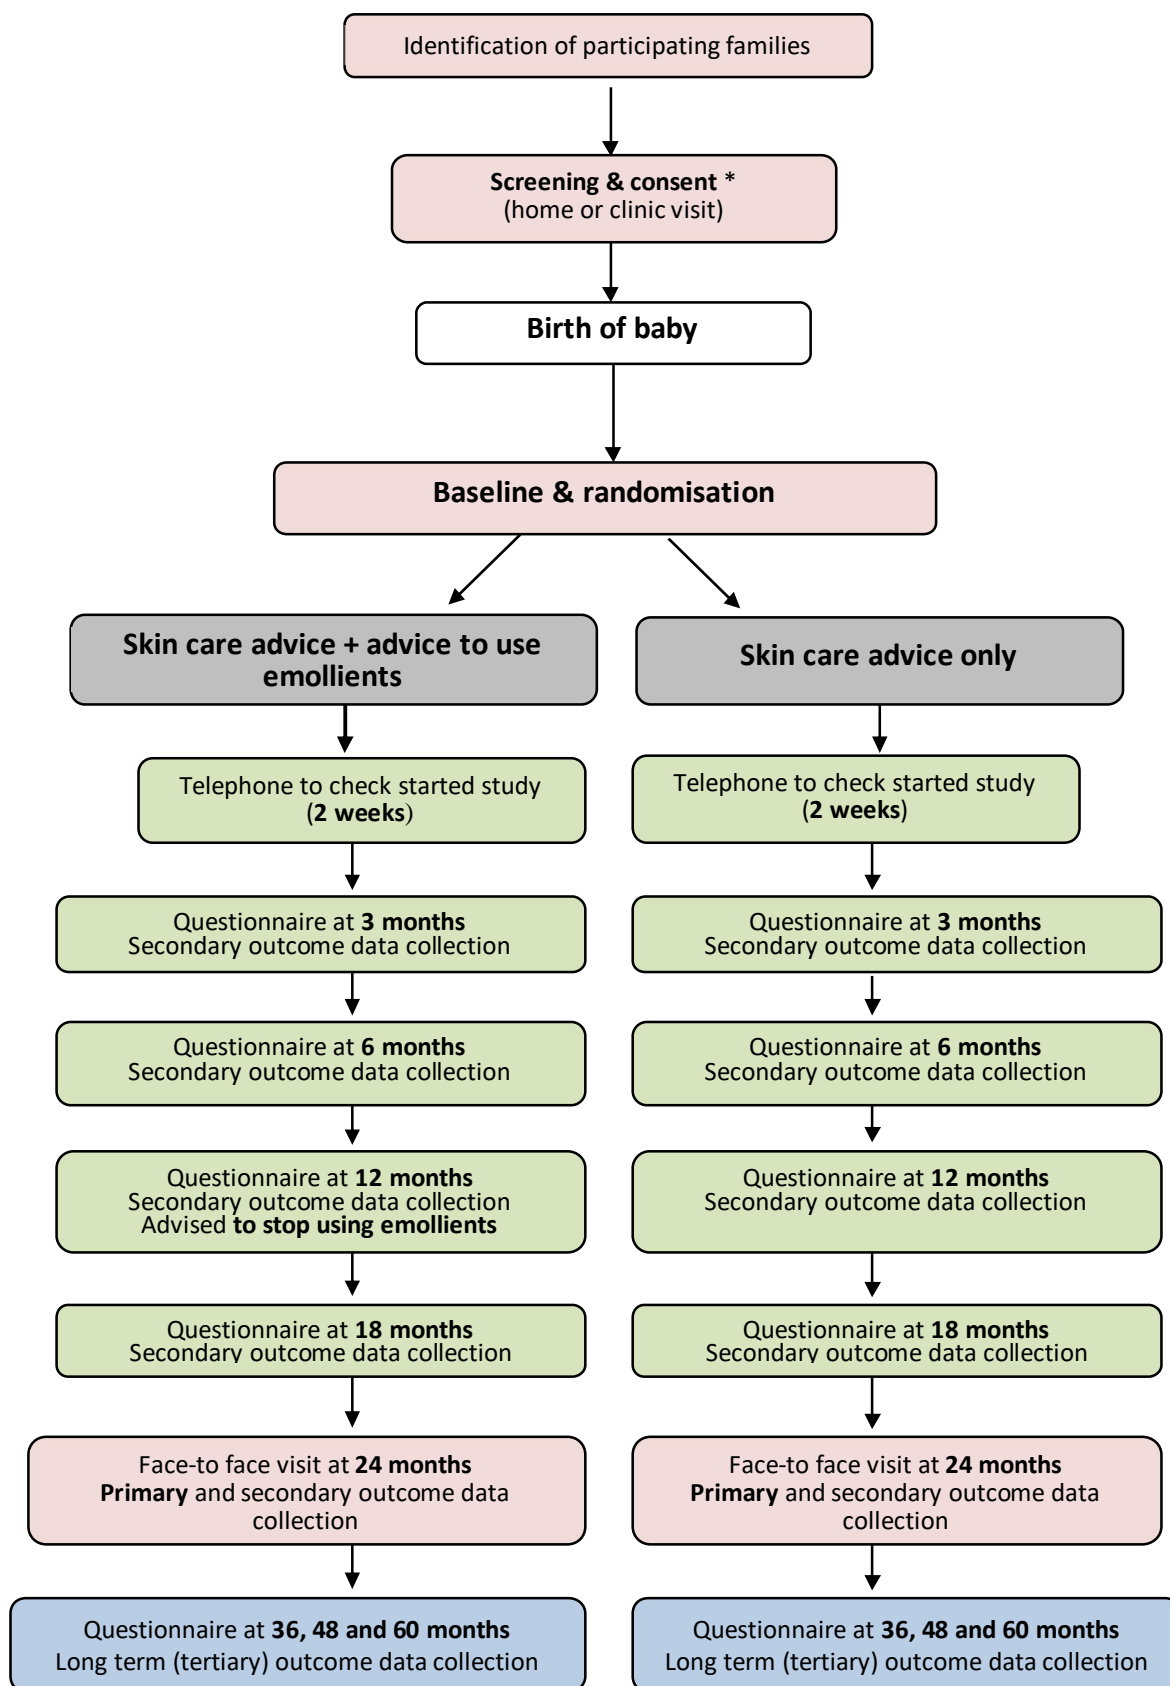 Identification of participating families
Screening & consent *
(home or clinic visit)
Birth of baby
Baseline & randomisation
Skin care advice + advice to use
emollients
Skin care advice only
Telephone to check started study
(2 weeks)
Telephone to check started study
(2 weeks)
Questionnaire at 3 months
Secondary outcome data collection
Questionnaire at 3 months
Secondary outcome data collection
Questionnaire at 6 months
Secondary outcome data collection
Questionnaire at 6 months
Secondary outcome data collection
Questionnaire at 12 months
Secondary outcome data collection
Advised to stop using emollients
Questionnaire at 12 months
Secondary outcome data collection
Questionnaire at 18 months
Secondary outcome data collection
Questionnaire at 18 months
Secondary outcome data collection
Face-to face visit at 24 months
Primary and secondary outcome data
collection
Face-to face visit at 24 months
Primary and secondary outcome data
collection
Questionnaire at 36, 48 and 60 months
Long term (tertiary) outcome data collection
Questionnaire at 36, 48 and 60 months
Long term (tertiary) outcome data collection